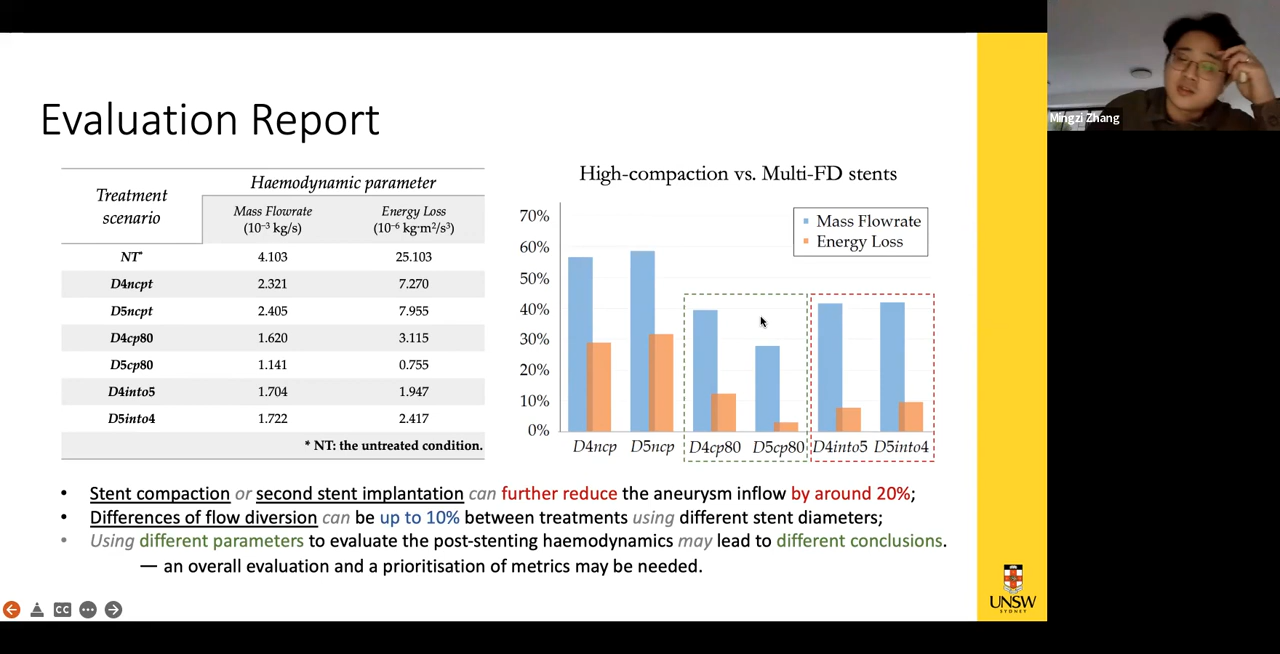 Evaluation Report
Treatment scenario
Haemodynamic parameter
Mass Flowrate (10⁻³ kg/s)
Energy Loss (10⁻⁶ kg·m²/s³)
NT* 4.103 25.103
D4ncpt 2.321 7.270
D5ncpt 2.405 7.955
D4cp80 1.620 3.115
D5cp80 1.141 0.755
D4into5 1.704 1.947
D5into4 1.722 2.417
* NT: the untreated condition.
High-compaction vs. Multi-FD stents
Mass Flowrate
Energy Loss
70%
60%
50%
40%
30%
20%
10%
0%
D4ncp D5ncp D4cp80 D5cp80 D4into5 D5into4
• Stent compaction or second stent implantation can further reduce the aneurysm inflow by around 20%;
• Differences of flow diversion can be up to 10% between treatments using different stent diameters;
• Using different parameters to evaluate the post-stenting haemodynamics may lead to different conclusions.
— an overall evaluation and a prioritisation of metrics may be needed.
CC
UNSW
SYDNEY
Mingzi Zhang